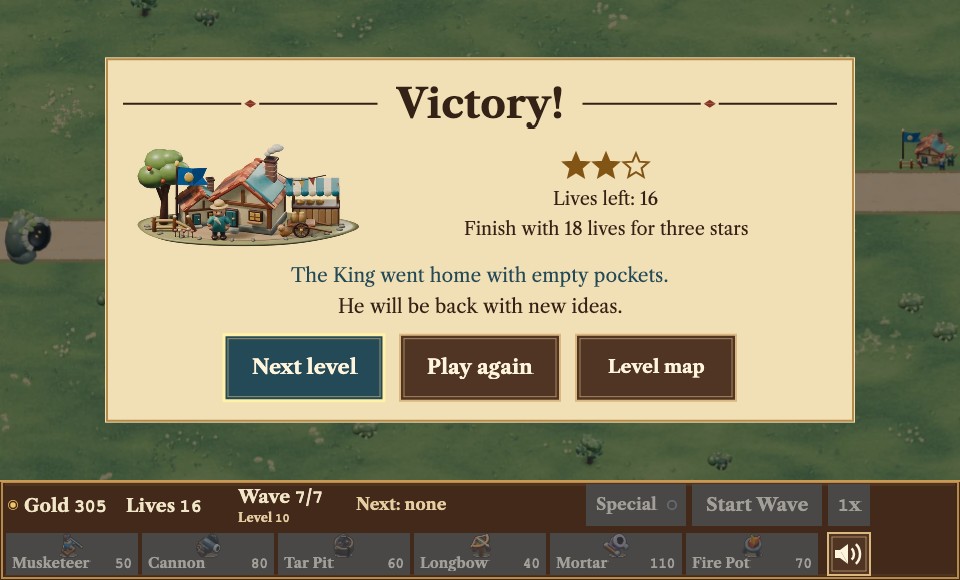 Victory!
Lives left: 16
Finish with 18 lives for three stars
The King went home with empty pockets.
He will be back with new ideas.
Next level
Play again
Level map
Gold 305
Lives 16
Wave 7/7
Level 10
Next: none
Special
Start Wave
1x
Musketeer 50
Cannon 80
Tar Pit 60
Longbow 40
Mortar 110
Fire Pot 70